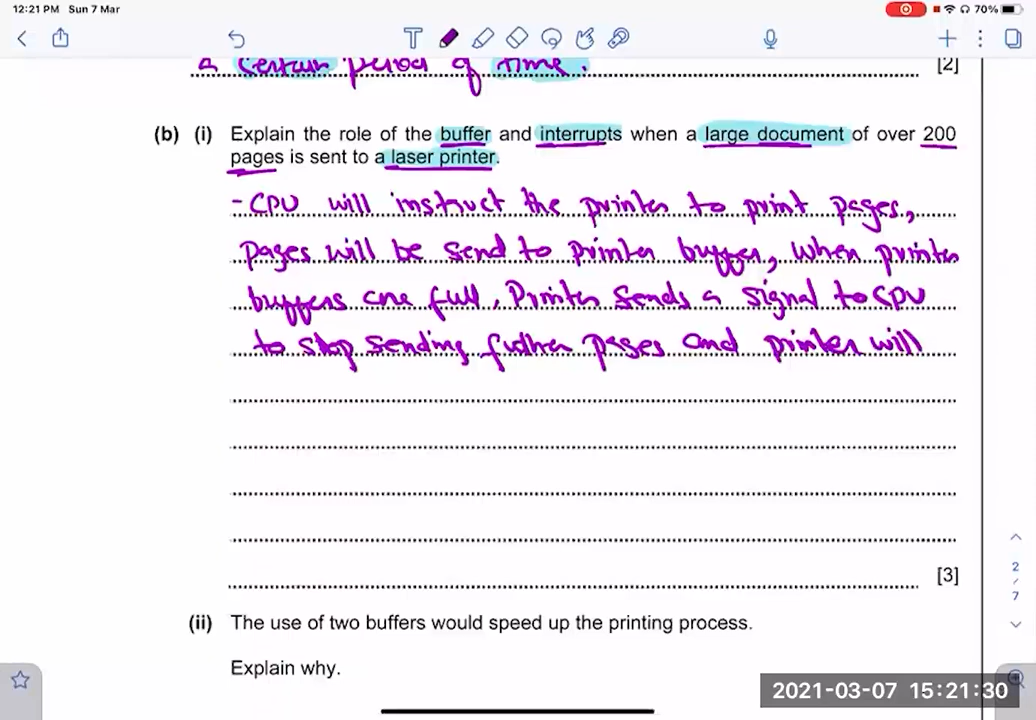 12:21 PM Sun 7 Mar
70%
a certain period of time.
[2]
(b) (i) Explain the role of the buffer and interrupts when a large document of over 200
pages is sent to a laser printer.
- CPU will instruct the printer to print pages,
pages will be send to printer buffer, when printer
buffers are full, Printer sends a signal to CPU
to stop sending further pages and printer will
[3]
(ii) The use of two buffers would speed up the printing process.
Explain why.
2
/
7
2021-03-07 15:21:30